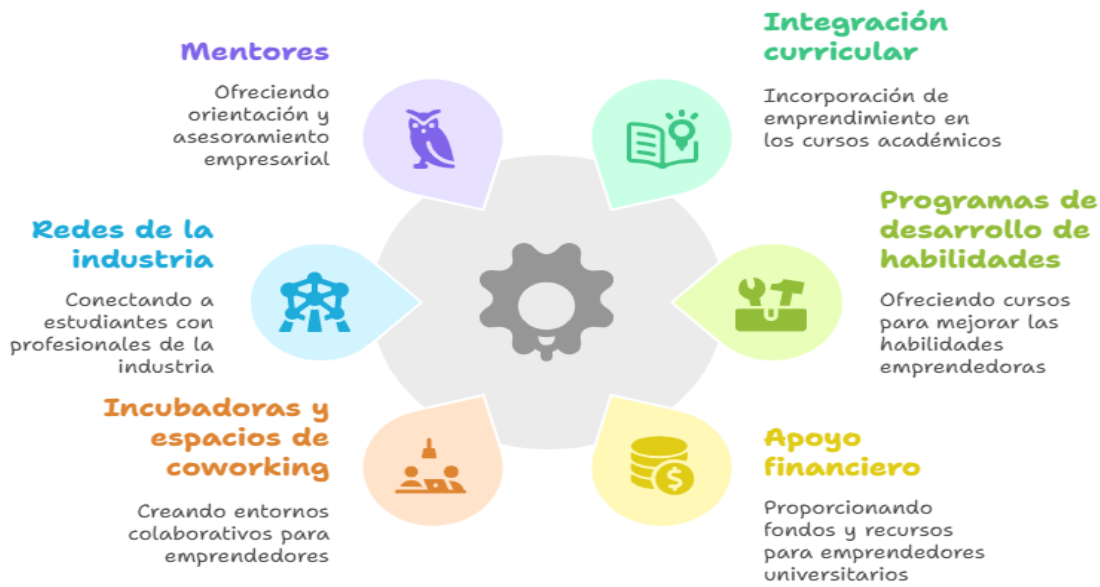 Mentores
Ofreciendo
orientación y
asesoramiento
empresarial
Integración
curricular
Incorporación de
emprendimiento en
los cursos académicos
Redes de la
industria
Conectando a
estudiantes con
profesionales de la
industria
Programas de
desarrollo de
habilidades
Ofreciendo cursos
para mejorar las
habilidades
emprendedoras
Incubadoras y
espacios de
coworking
Creando entornos
colaborativos para
emprendedores
Apoyo
financiero
Proporcionando
fondos y recursos
para emprendedores
universitarios
$